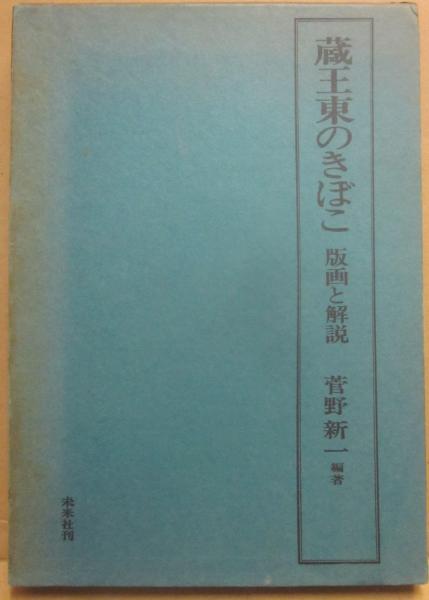 蔵王東のきぼこ
版画と解説
菅野新一編著
未来社刊